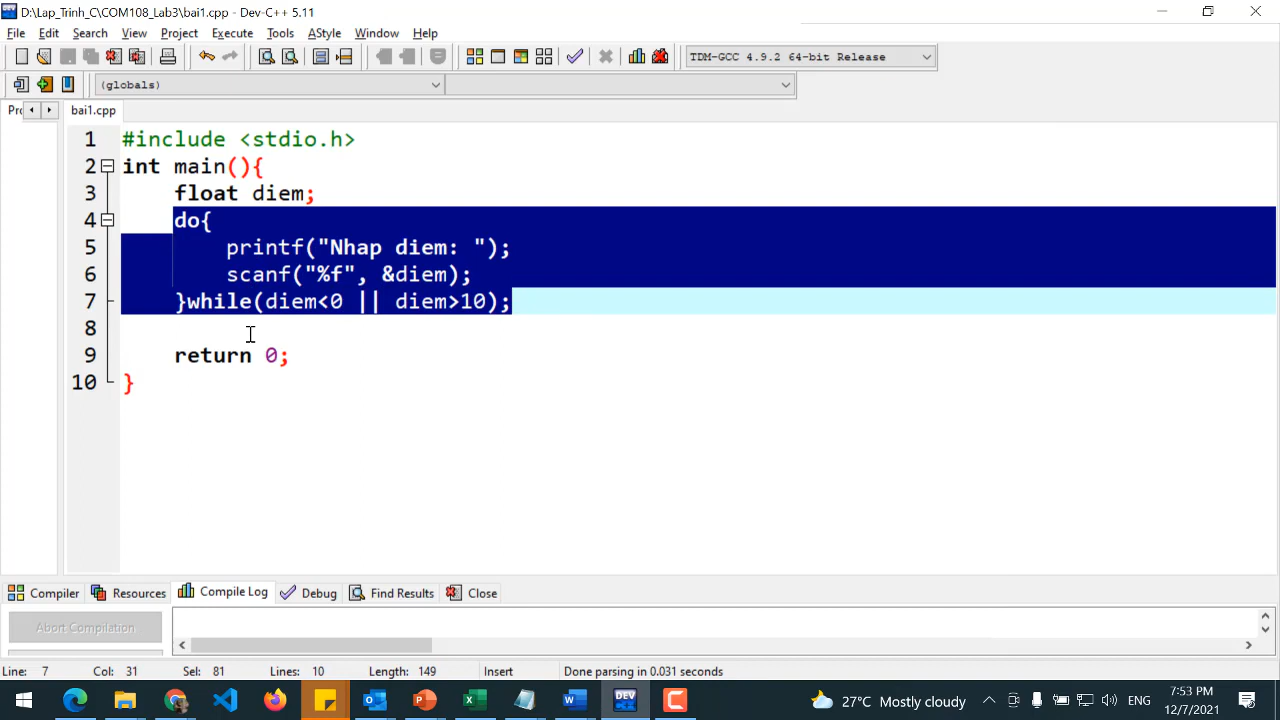 D:\Lap_Trinh_C\COM108_Lab3\bai1.cpp - Dev-C++ 5.11
File Edit Search View Project Execute Tools AStyle Window Help
TDM-GCC 4.9.2 64-bit Release
(globals)
bai1.cpp
1 #include <stdio.h>
2 int main(){
3 float diem;
4 do{
5 printf("Nhap diem: ");
6 scanf("%f", &diem);
7 }while(diem<0 || diem>10);
8
9 return 0;
10 }
Compiler Resources Compile Log Debug Find Results Close
Abort Compilation
Line: 7 Col: 31 Sel: 81 Lines: 10 Length: 149 Insert Done parsing in 0.031 seconds
DEV
27°C Mostly cloudy ENG 7:53 PM
12/7/2021